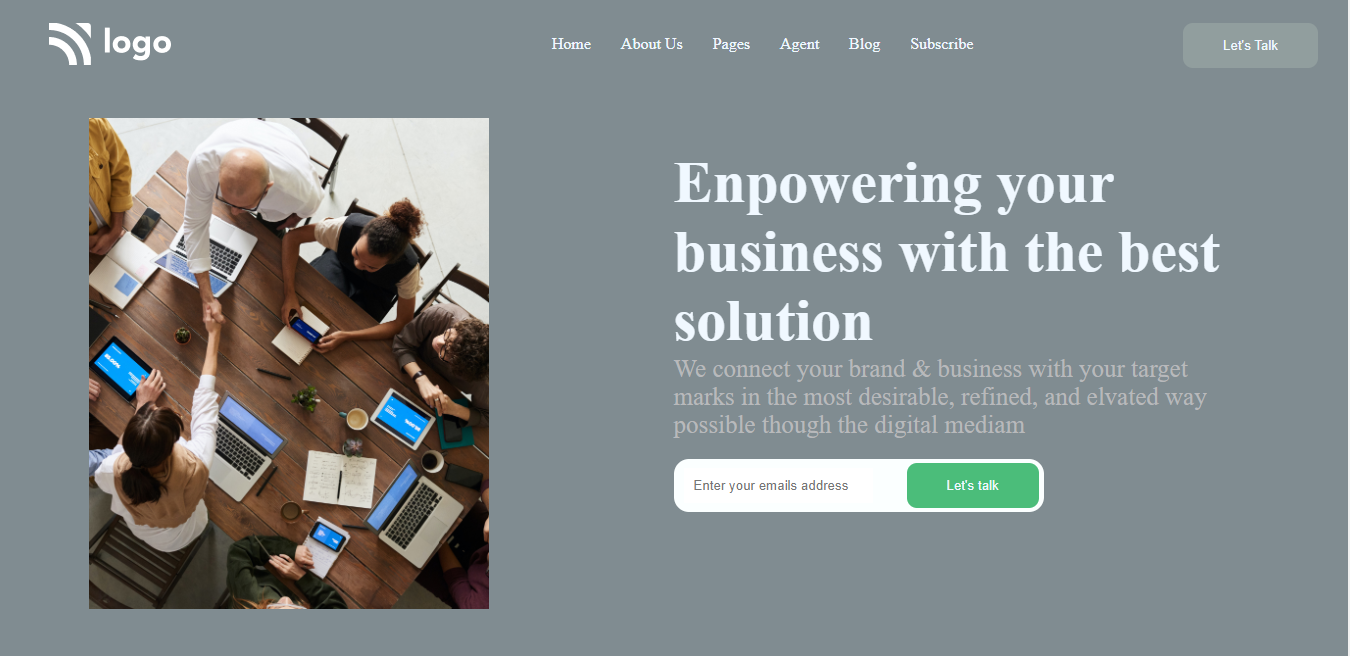 logo
Home About Us Pages Agent Blog Subscribe
Let's Talk
Enpowering your
business with the best
solution
We connect your brand & business with your target
marks in the most desirable, refined, and elvated way
possible though the digital mediam
Enter your emails address
Let's talk